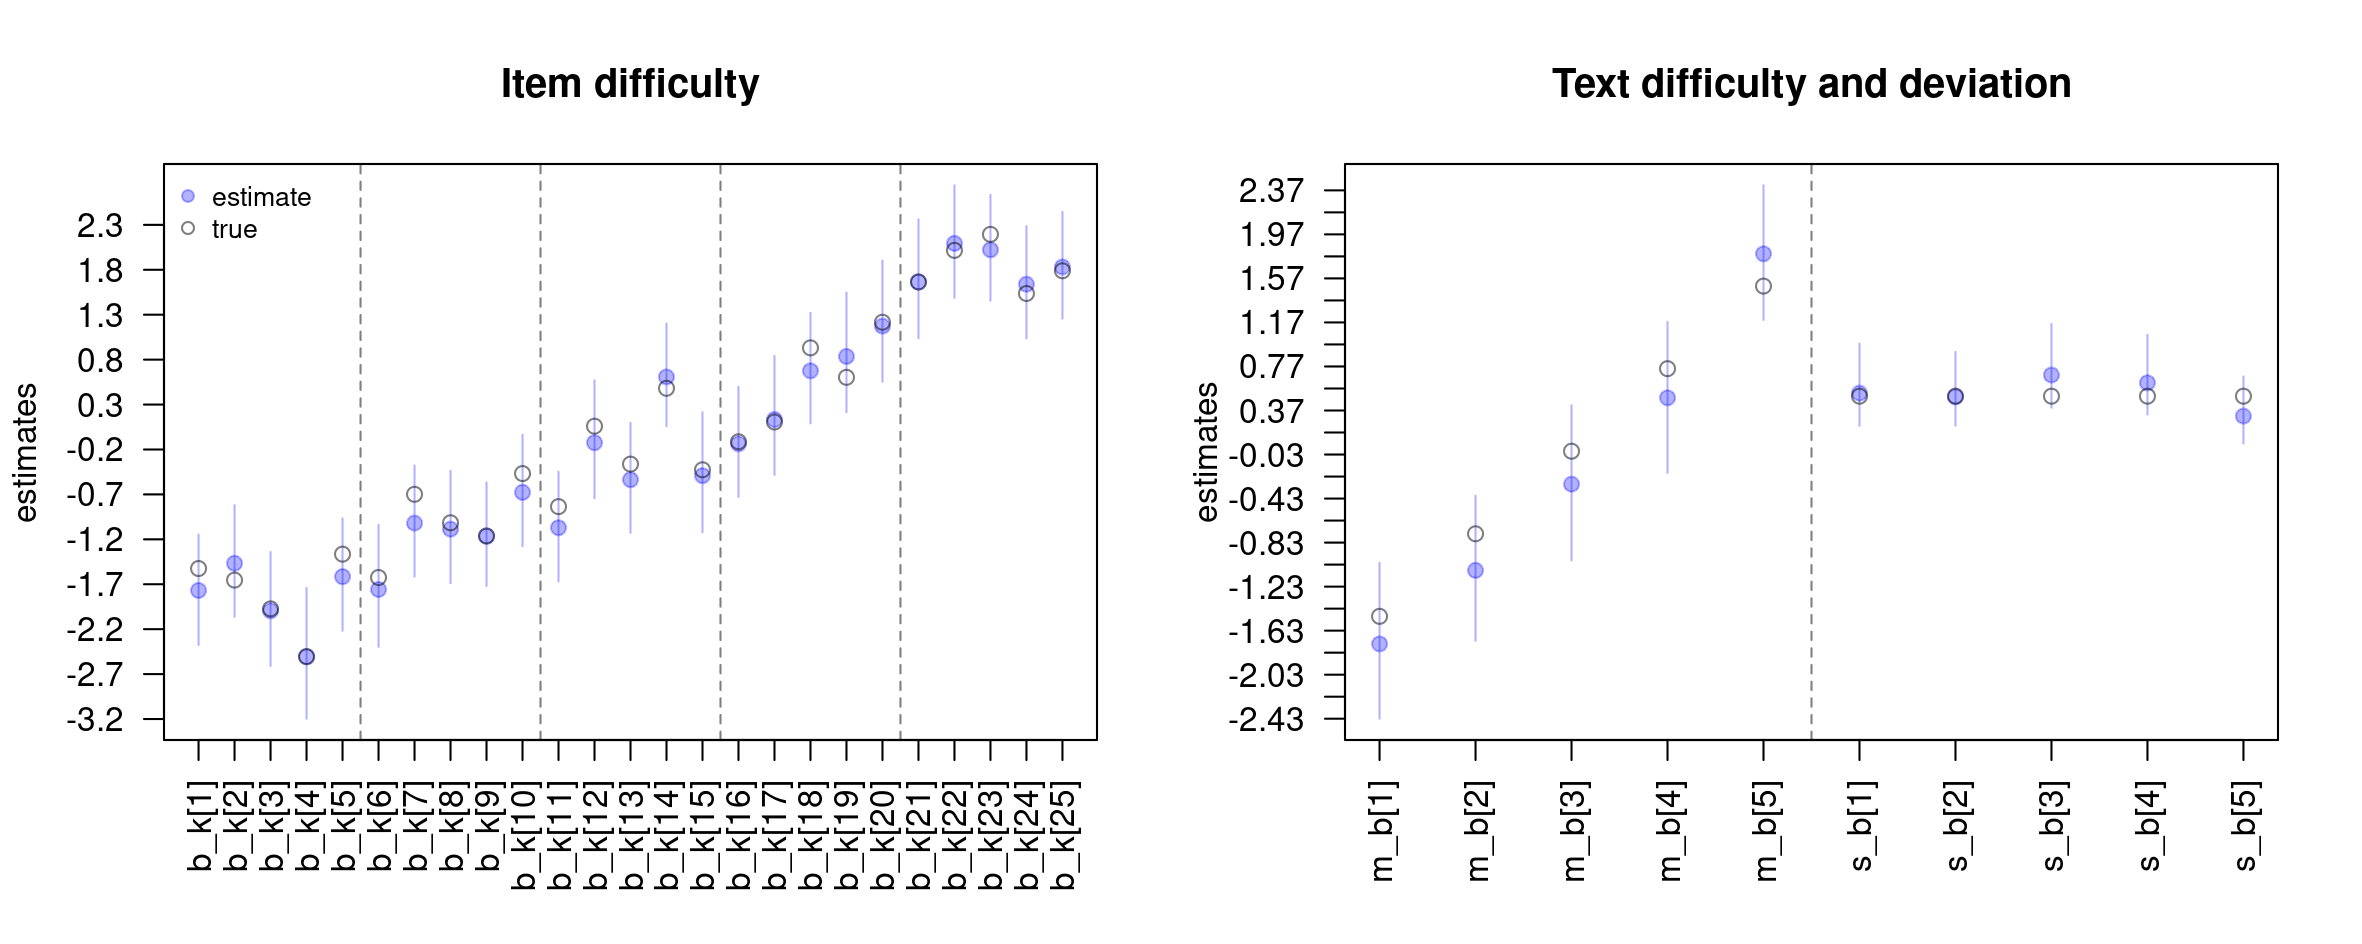 Item difficulty
estimate
true
2.3
1.8
1.3
0.8
0.3
-0.2
-0.7
-1.2
-1.7
-2.2
-2.7
-3.2
estimates
b_k[1]
b_k[2]
b_k[3]
b_k[4]
b_k[5]
b_k[6]
b_k[7]
b_k[8]
b_k[9]
b_k[10]
b_k[11]
b_k[12]
b_k[13]
b_k[14]
b_k[15]
b_k[16]
b_k[17]
b_k[18]
b_k[19]
b_k[20]
b_k[21]
b_k[22]
b_k[23]
b_k[24]
b_k[25]
Text difficulty and deviation
2.37
1.97
1.57
1.17
0.77
0.37
-0.03
-0.43
-0.83
-1.23
-1.63
-2.03
-2.43
estimates
m_b[1]
m_b[2]
m_b[3]
m_b[4]
m_b[5]
s_b[1]
s_b[2]
s_b[3]
s_b[4]
s_b[5]